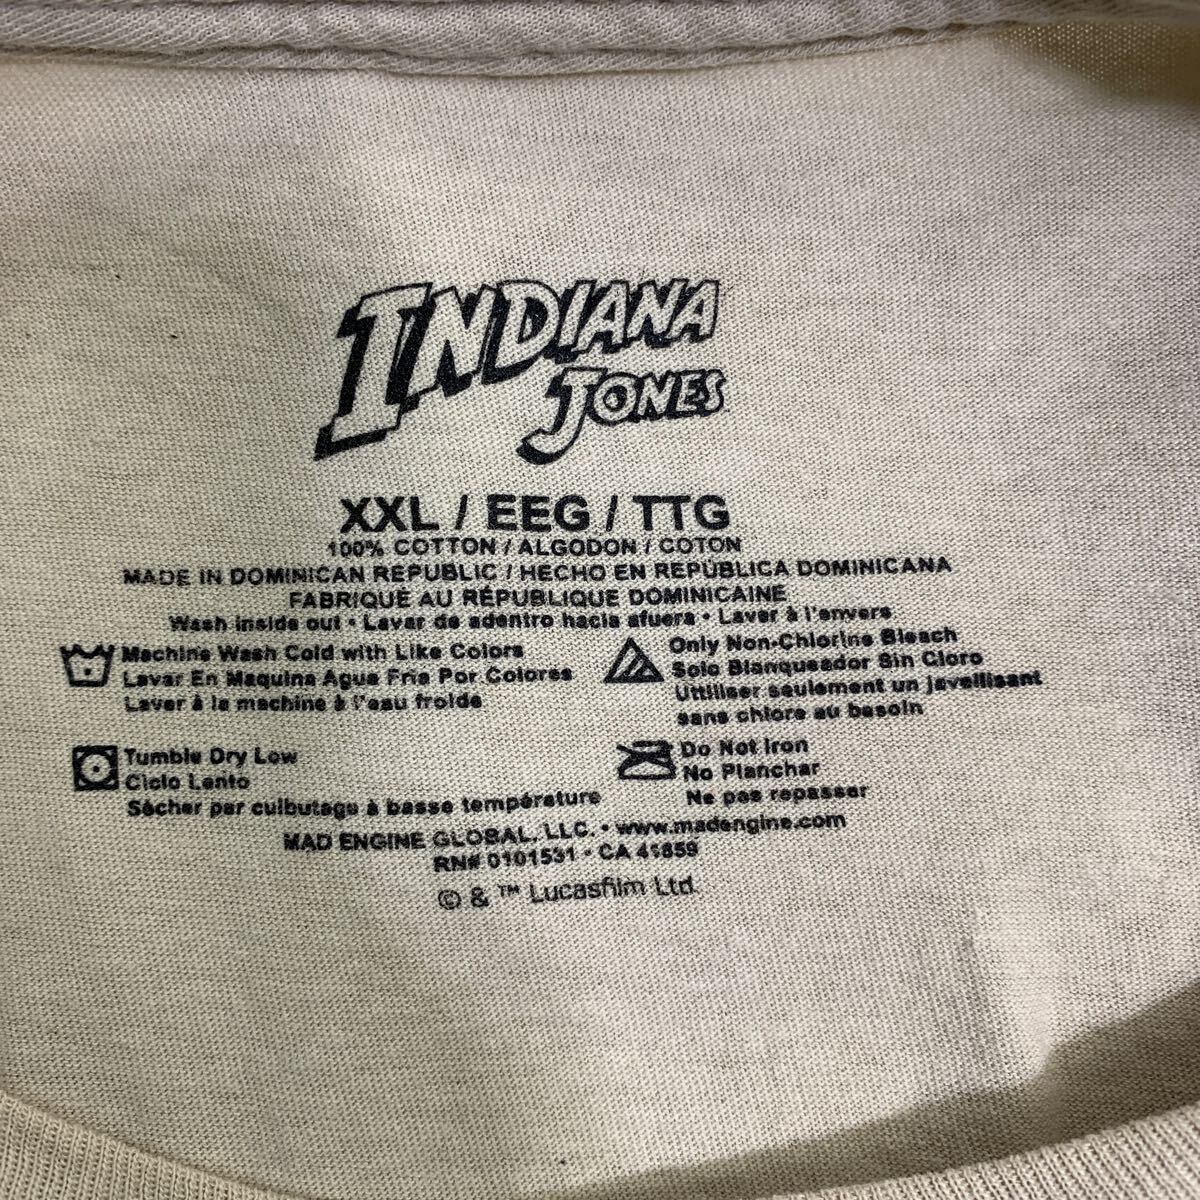 INDIANA
JONES
XXL / EEG / TTG
100% COTTON / ALGODON / COTON
MADE IN DOMINICAN REPUBLIC / HECHO EN REPÚBLICA DOMINICANA
FABRIQUÉ AU RÉPUBLIQUE DOMINICAINE
Wash inside out • Lavar de adentro hacia afuera • Laver à l'envers
Machine Wash Cold with Like Colors
Lavar En Maquina Agua Fria Por Colores
Laver à la machine à l'eau froide
Only Non-Chlorine Bleach
Solo Blanqueador Sin Cloro
Uttiliser seulement un javellisant
sans chlore au besoin
Tumble Dry Low
Ciclo Lento
Sécher par culbutage à basse température
Do Not Iron
No Planchar
Ne pas repasser
MAD ENGINE GLOBAL, LLC. • www.madengine.com
RN# 0101531 • CA
© & ™ Lucasfilm Ltd.